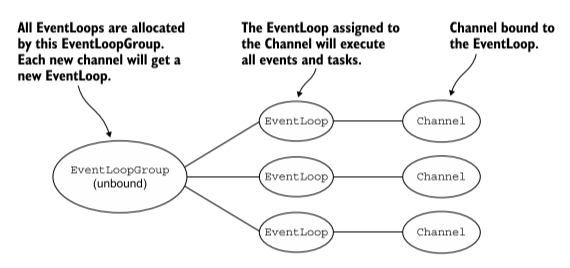 All EventLoops are allocated
by this EventLoopGroup.
Each new channel will get a
new EventLoop.
The EventLoop assigned to
the Channel will execute
all events and tasks.
Channel bound to
the EventLoop.
EventLoop
Channel
EventLoopGroup
(unbound)
EventLoop
Channel
EventLoop
Channel